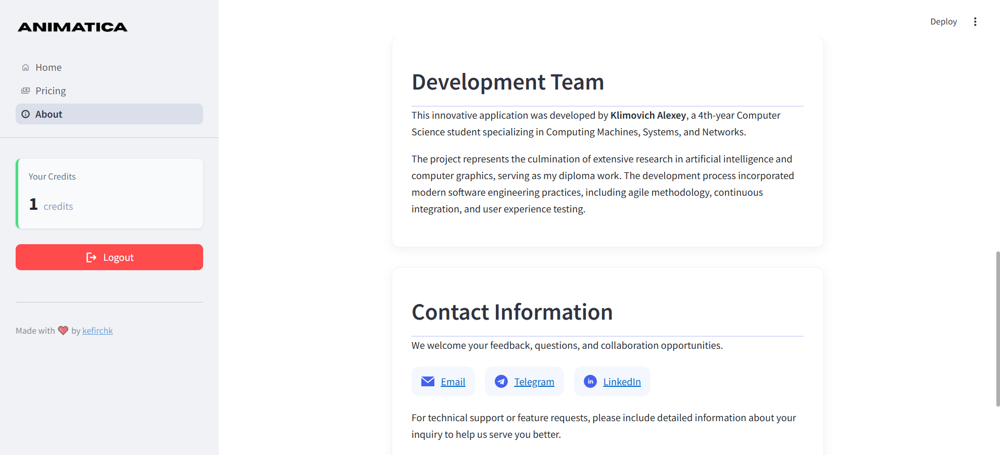 ANIMATICA
Home
Pricing
About
Your Credits
1 credits
Logout
Made with ❤️ by kefirchk
Deploy
Development Team
This innovative application was developed by Klimovich Alexey, a 4th-year Computer
Science student specializing in Computing Machines, Systems, and Networks.
The project represents the culmination of extensive research in artificial intelligence and
computer graphics, serving as my diploma work. The development process incorporated
modern software engineering practices, including agile methodology, continuous
integration, and user experience testing.
Contact Information
We welcome your feedback, questions, and collaboration opportunities.
Email
Telegram
in LinkedIn
For technical support or feature requests, please include detailed information about your
inquiry to help us serve you better.